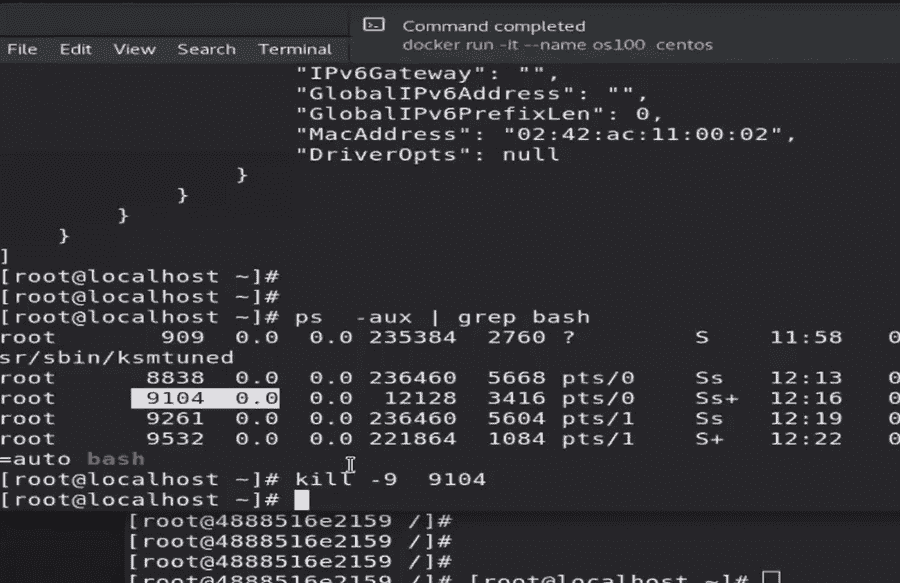 Command completed
docker run -it --name os100 centos
File Edit View Search Terminal
"IPv6Gateway": "",
"GlobalIPv6Address": "",
"GlobalIPv6PrefixLen": 0,
"MacAddress": "02:42:ac:11:00:02",
"DriverOpts": null
}
}
}
}
]
[root@localhost ~]#
[root@localhost ~]#
[root@localhost ~]# ps -aux | grep bash
root 909 0.0 0.0 235384 2760 ? S 11:58 0
sr/sbin/ksmtuned
root 8838 0.0 0.0 236460 5668 pts/0 Ss 12:13 0
root 9104 0.0 0.0 12128 3416 pts/0 Ss+ 12:16 0
root 9261 0.0 0.0 236460 5604 pts/1 Ss 12:19 0
root 9532 0.0 0.0 221864 1084 pts/1 S+ 12:22 0
=auto bash
[root@localhost ~]# kill -9 9104
[root@localhost ~]#
[root@4888516e2159 /]#
[root@4888516e2159 /]#
[root@4888516e2159 /]#
[root@4888516e2159 /]# [root@localhost ~]#